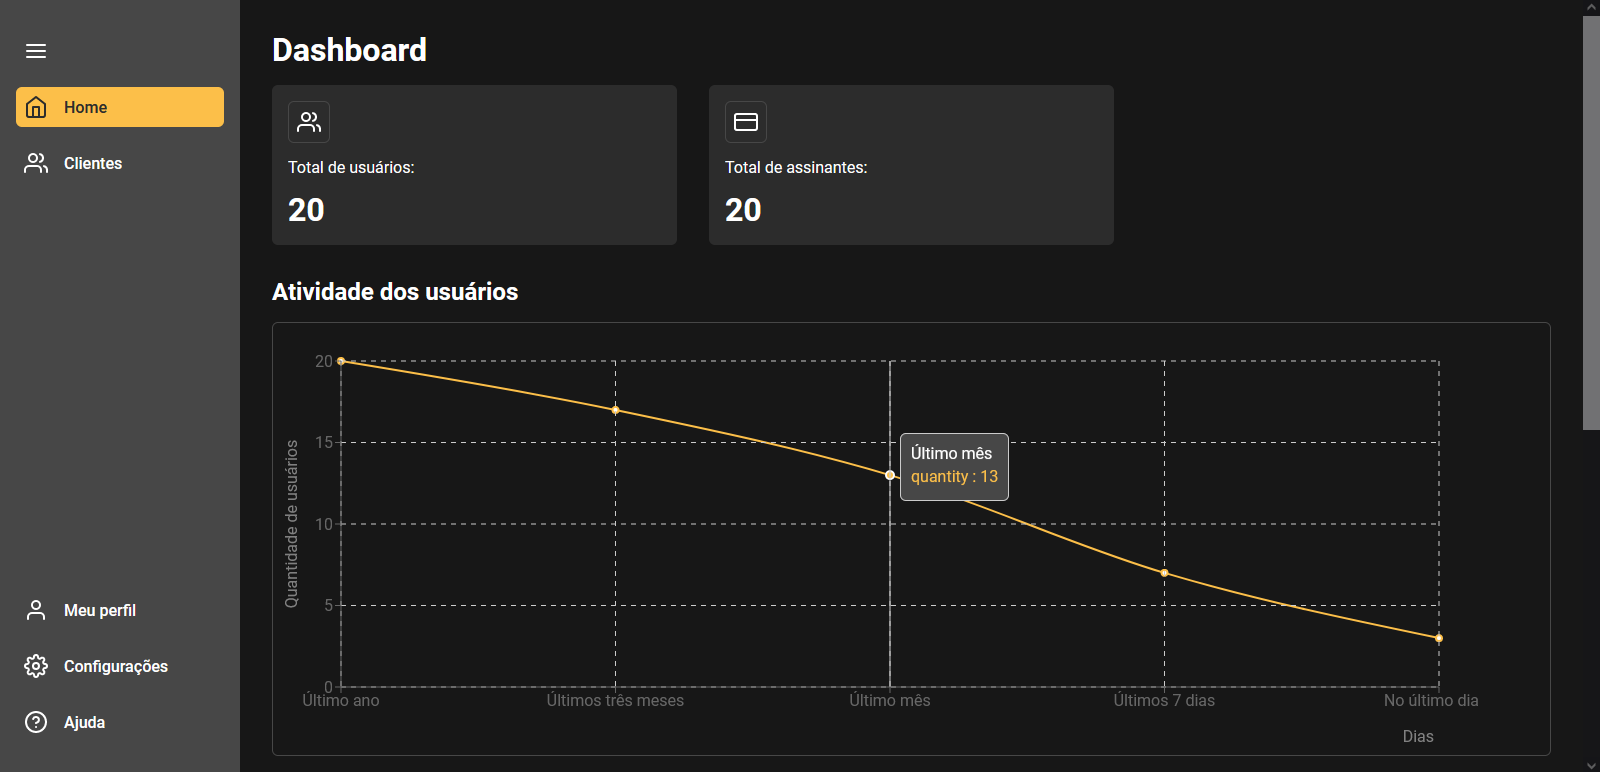 Home
Clientes
Meu perfil
Configurações
Ajuda
Dashboard
Total de usuários:
20
Total de assinantes:
20
Atividade dos usuários
Quantidade de usuários
20
15
10
5
0
Último mês
quantity : 13
Último ano
Últimos três meses
Último mês
Últimos 7 dias
No último dia
Dias